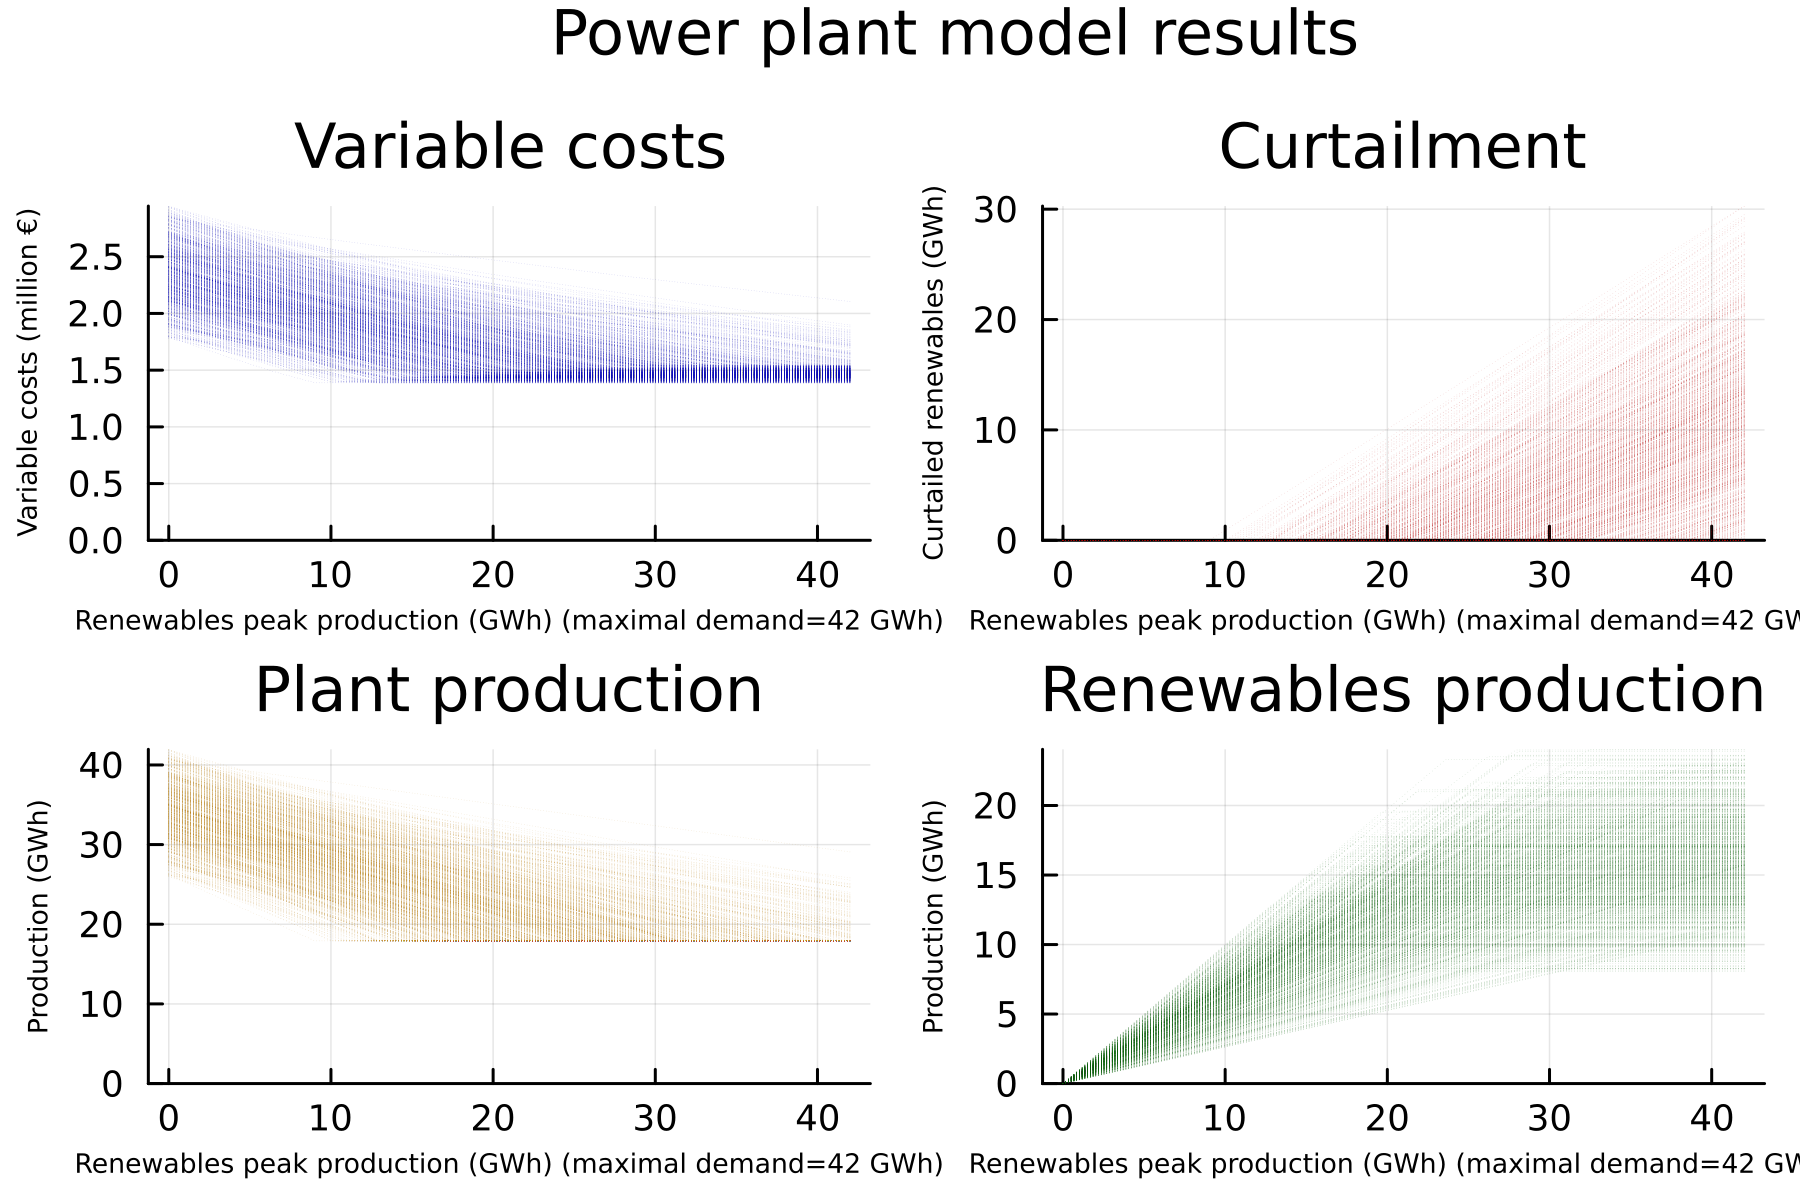 Power plant model results
Variable costs
Variable costs (million €)
2.5
2.0
1.5
1.0
0.5
0.0
0 10 20 30 40
Renewables peak production (GWh) (maximal demand=42 GWh)
Curtailment
Curtailed renewables (GWh)
30
20
10
0
0 10 20 30 40
Renewables peak production (GWh) (maximal demand=42 GW
Plant production
Production (GWh)
40
30
20
10
0
0 10 20 30 40
Renewables peak production (GWh) (maximal demand=42 GWh)
Renewables production
Production (GWh)
20
15
10
5
0
0 10 20 30 40
Renewables peak production (GWh) (maximal demand=42 GW